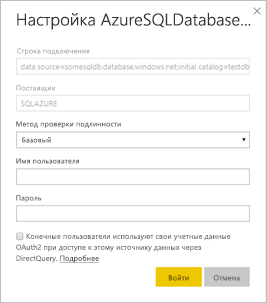 Настройка AzureSQLDatabase...
Строка подключения
data source=somesqldb.database.windows.net;initial catalog=testdb
Поставщик
SQLAZURE
Метод проверки подлинности
Базовый
Имя пользователя
Пароль
Конечные пользователи используют свои учетные данные
OAuth2 при доступе к этому источнику данных через
DirectQuery. Подробнее
Войти
Отмена